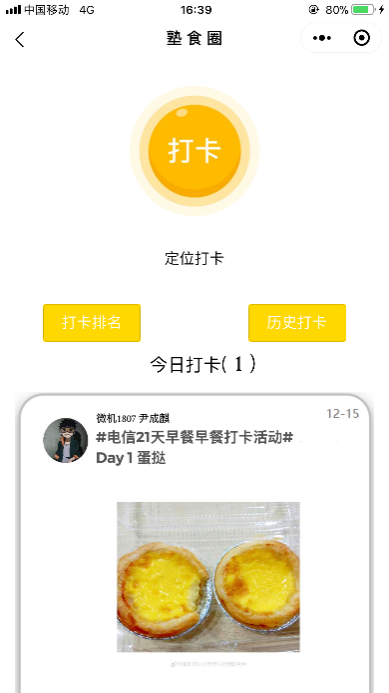 中国移动 4G 16:39 80%
塾食圈
打卡
定位打卡
打卡排名 历史打卡
今日打卡( 1 )
微机1807 尹成麒 12-15
#电信21天早餐早餐打卡活动#
Day 1 蛋挞